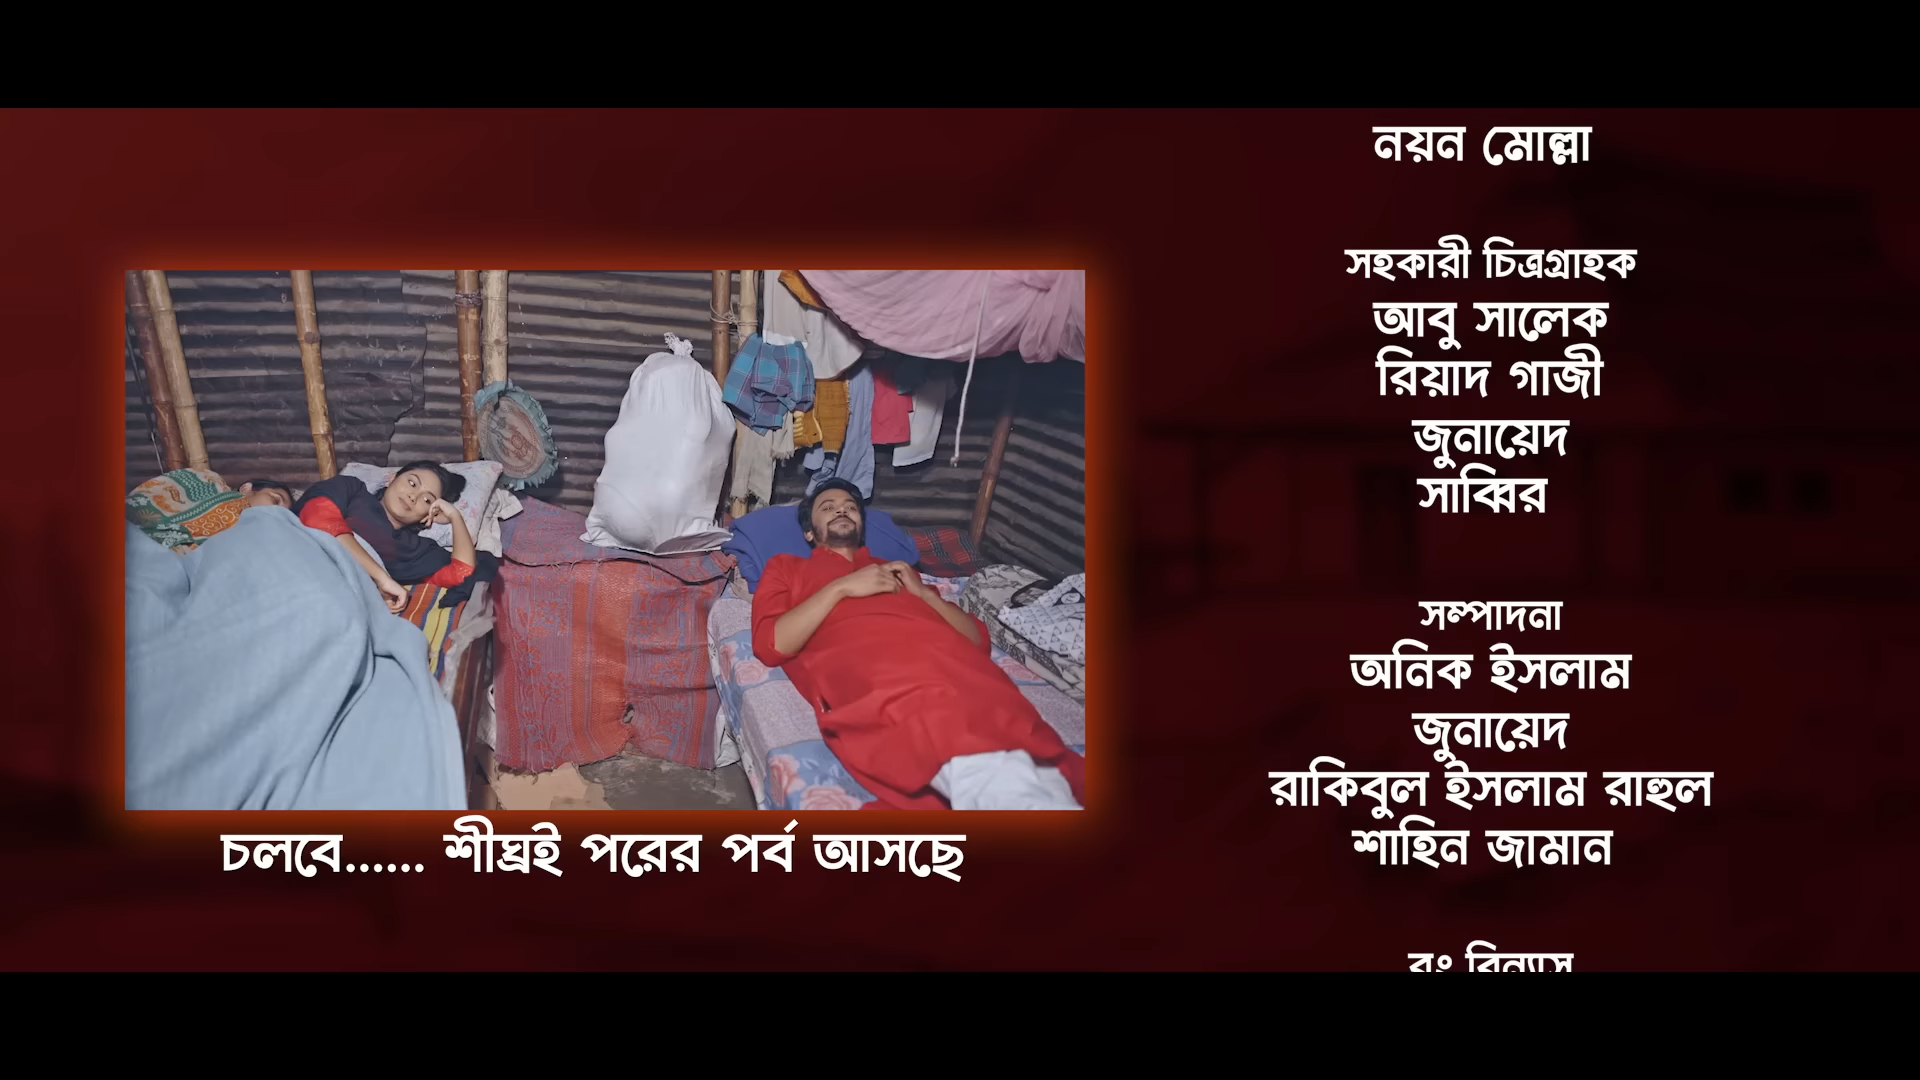 নয়ন মোল্লা
সহকারী চিত্রগ্রাহক
আবু সালেক
রিয়াদ গাজী
জুনায়েদ
সাব্বির
সম্পাদনা
অনিক ইসলাম
জুনায়েদ
রাকিবুল ইসলাম রাহুল
শাহিন জামান
রং বিন্যাস
চলবে...... শীঘ্রই পরের পর্ব আসছে